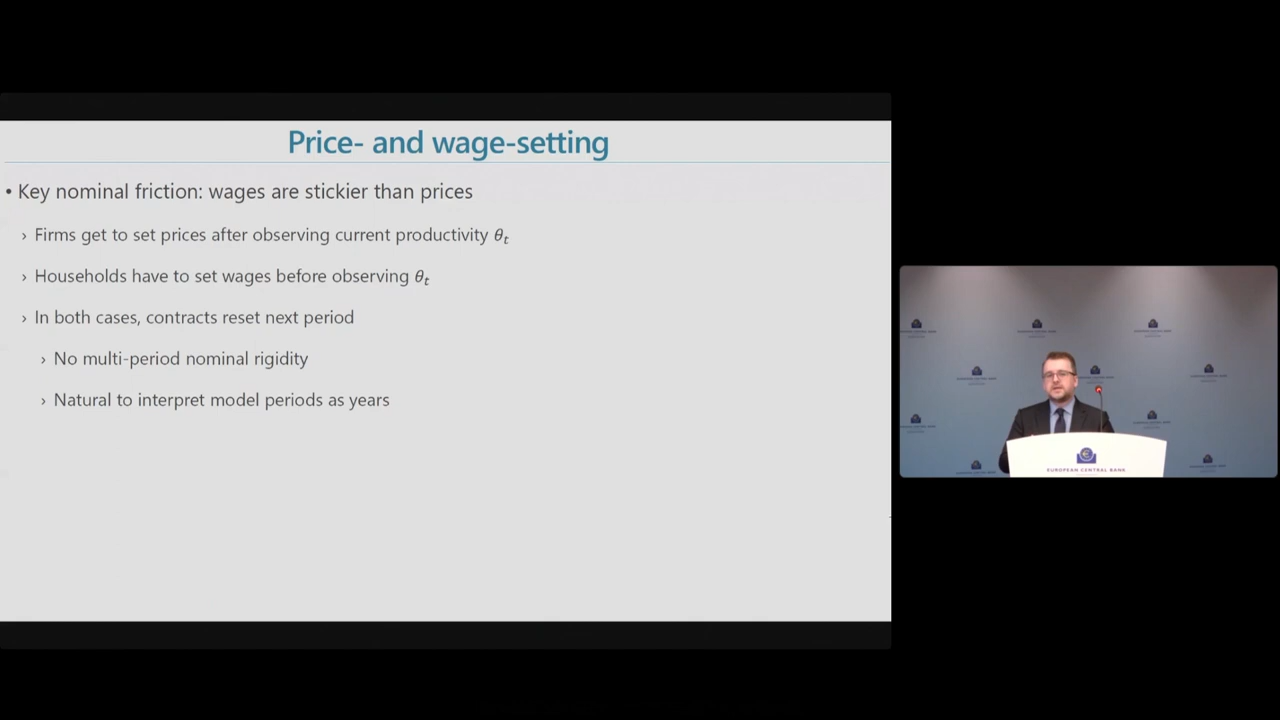 Price- and wage-setting
• Key nominal friction: wages are stickier than prices
› Firms get to set prices after observing current productivity θt
› Households have to set wages before observing θt
› In both cases, contracts reset next period
› No multi-period nominal rigidity
› Natural to interpret model periods as years
EUROPEAN CENTRAL BANK